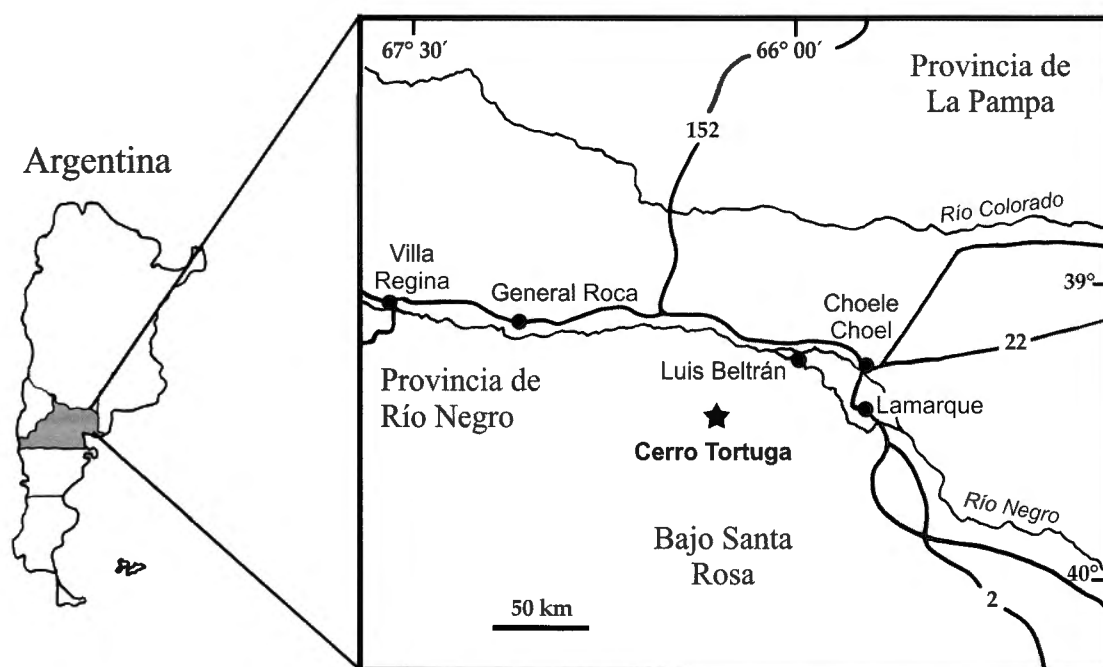 Argentina
67° 30´
66° 00´
Provincia de
La Pampa
152
Río Colorado
Villa
Regina
General Roca
39°
Choele
Choel
22
Luis Beltrán
Provincia de
Río Negro
Lamarque
Cerro Tortuga
Río Negro
Bajo Santa
Rosa
40°
2
50 km